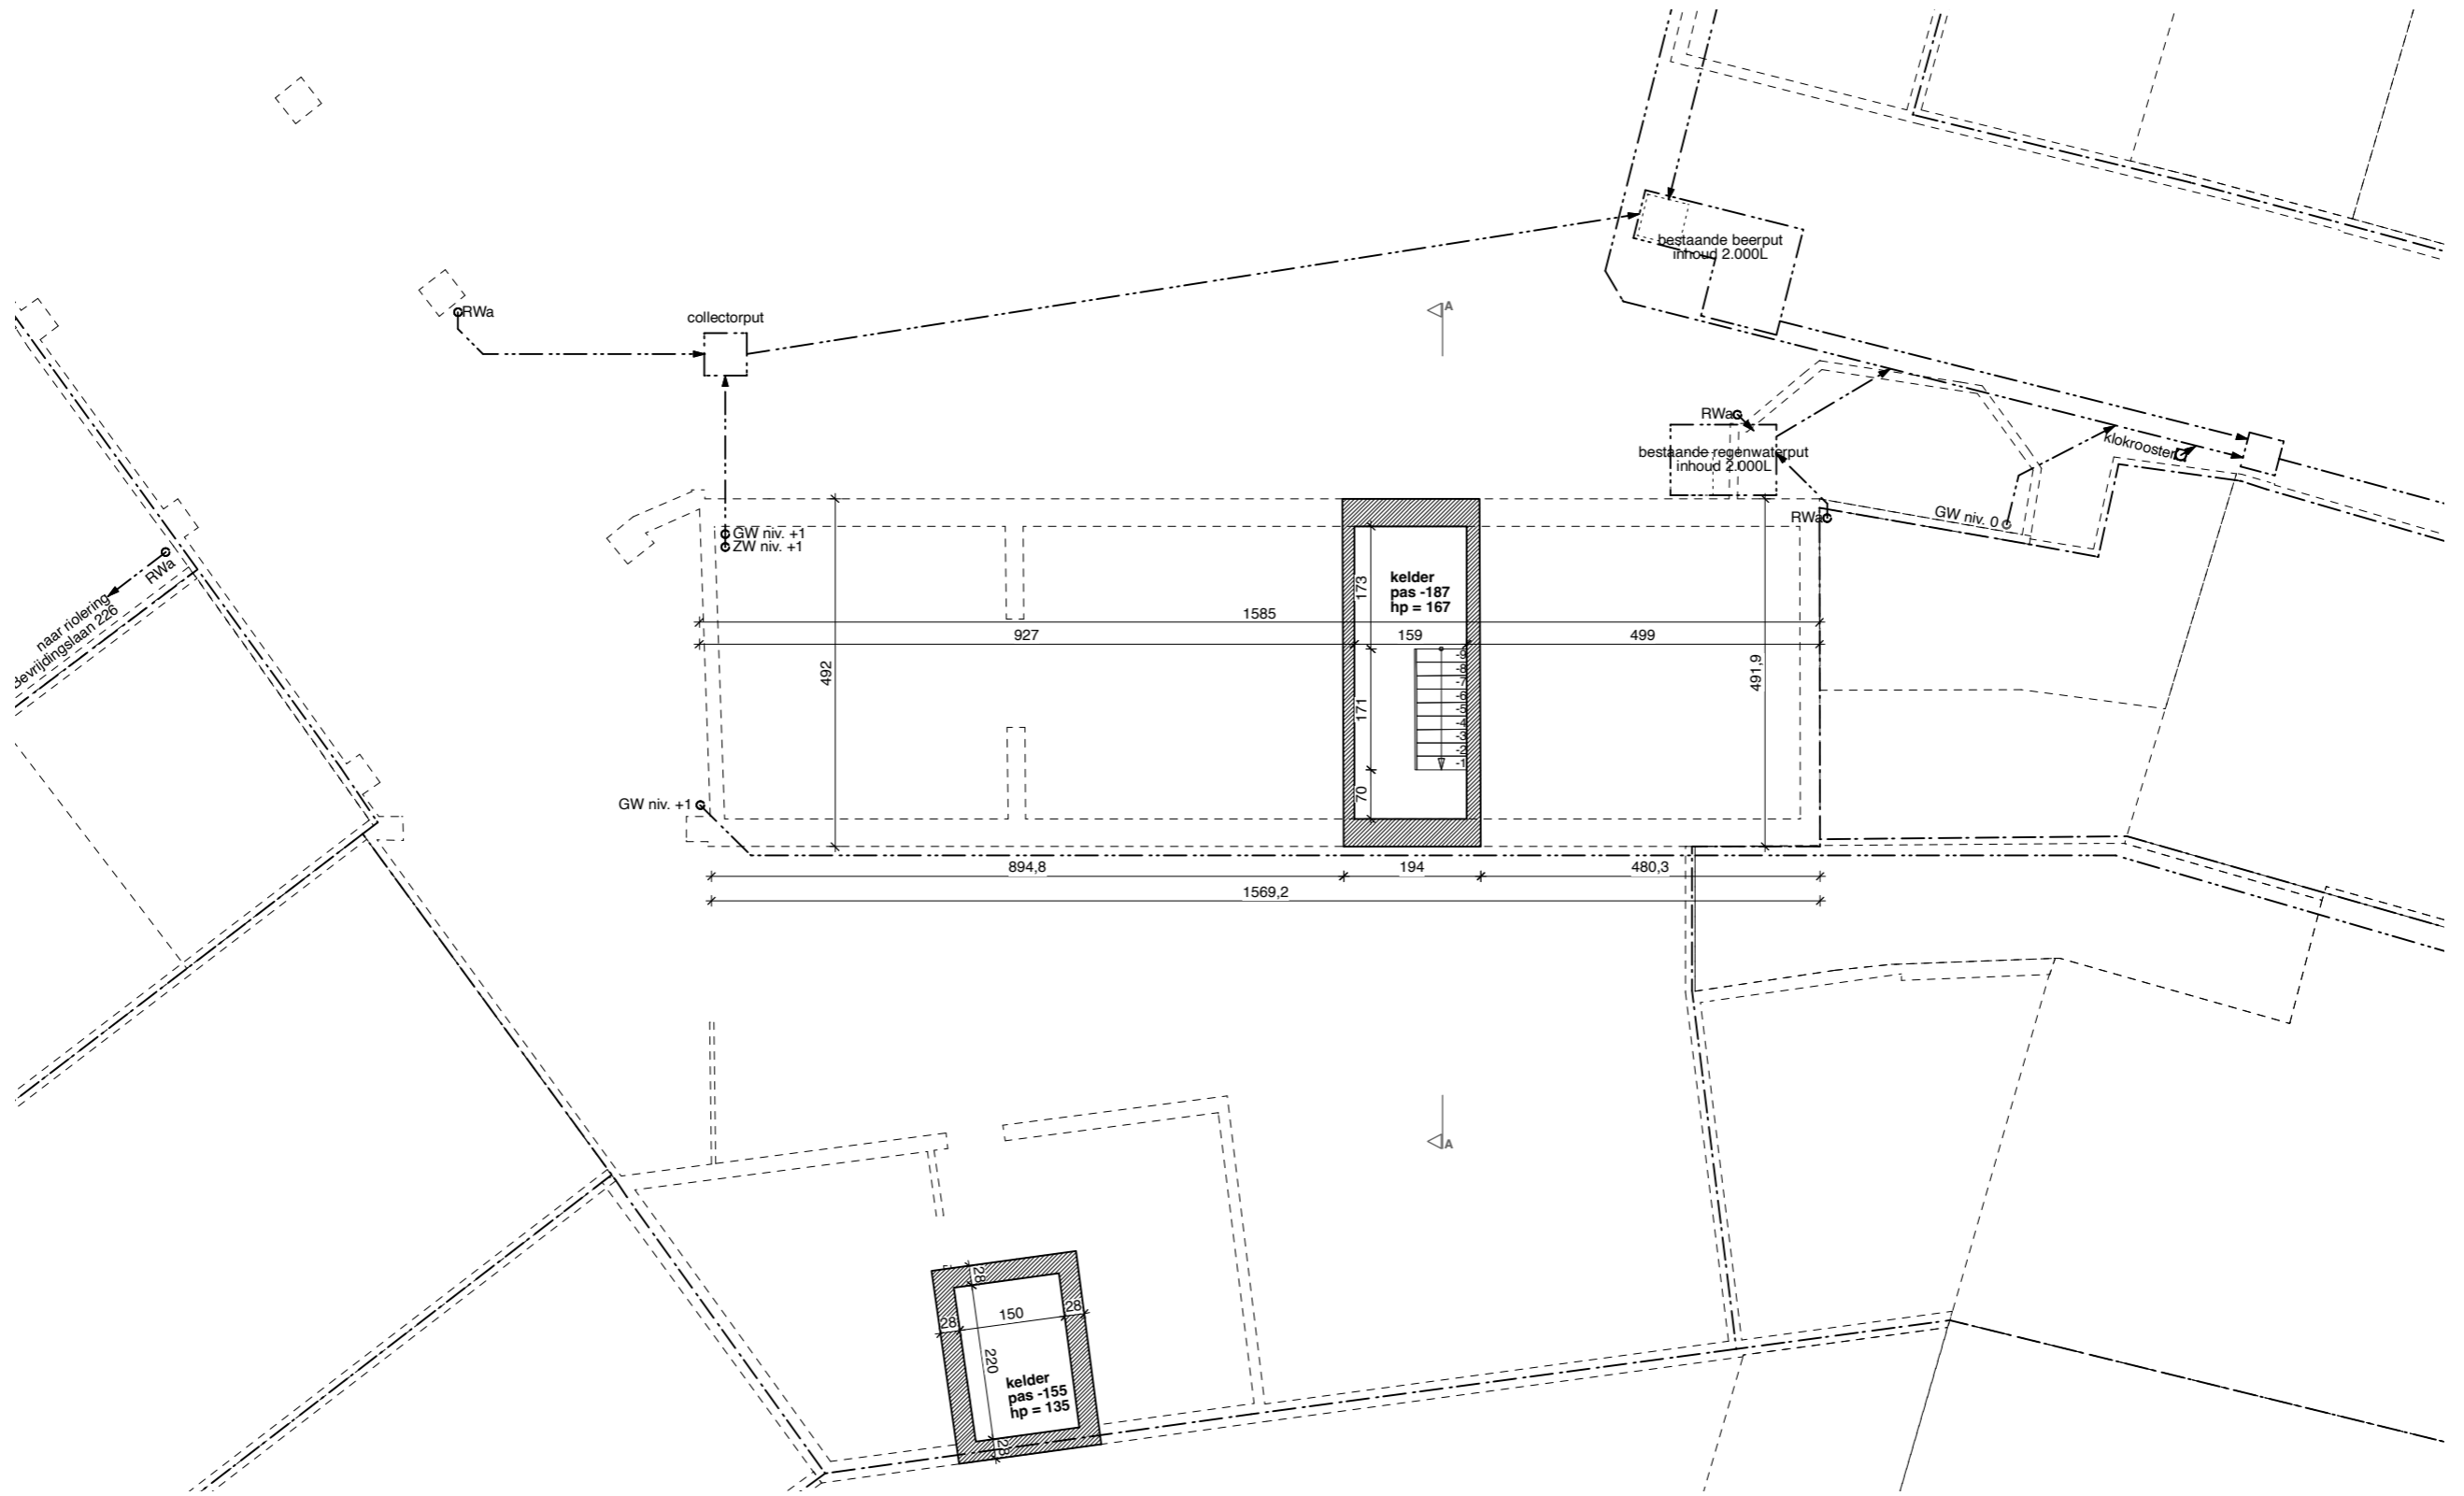 bestaande beerput
inhoud 2.000L
RWa
collectorput
A
RWa
bestaande regenwaterput
inhoud 2.000L
klokrooster
RWa
GW niv. 0
GW niv. +1
ZW niv. +1
RWa
naar riolering
Bevrijdingslaan 226
kelder
pas -187
hp = 167
173
1585
927
159
499
492
491,9
171
-9
-8
-7
-6
-5
-4
-3
-2
-1
70
GW niv. +1
894,8
194
480,3
1569,2
A
28
150
28
28
220
kelder
pas -155
hp = 135
28